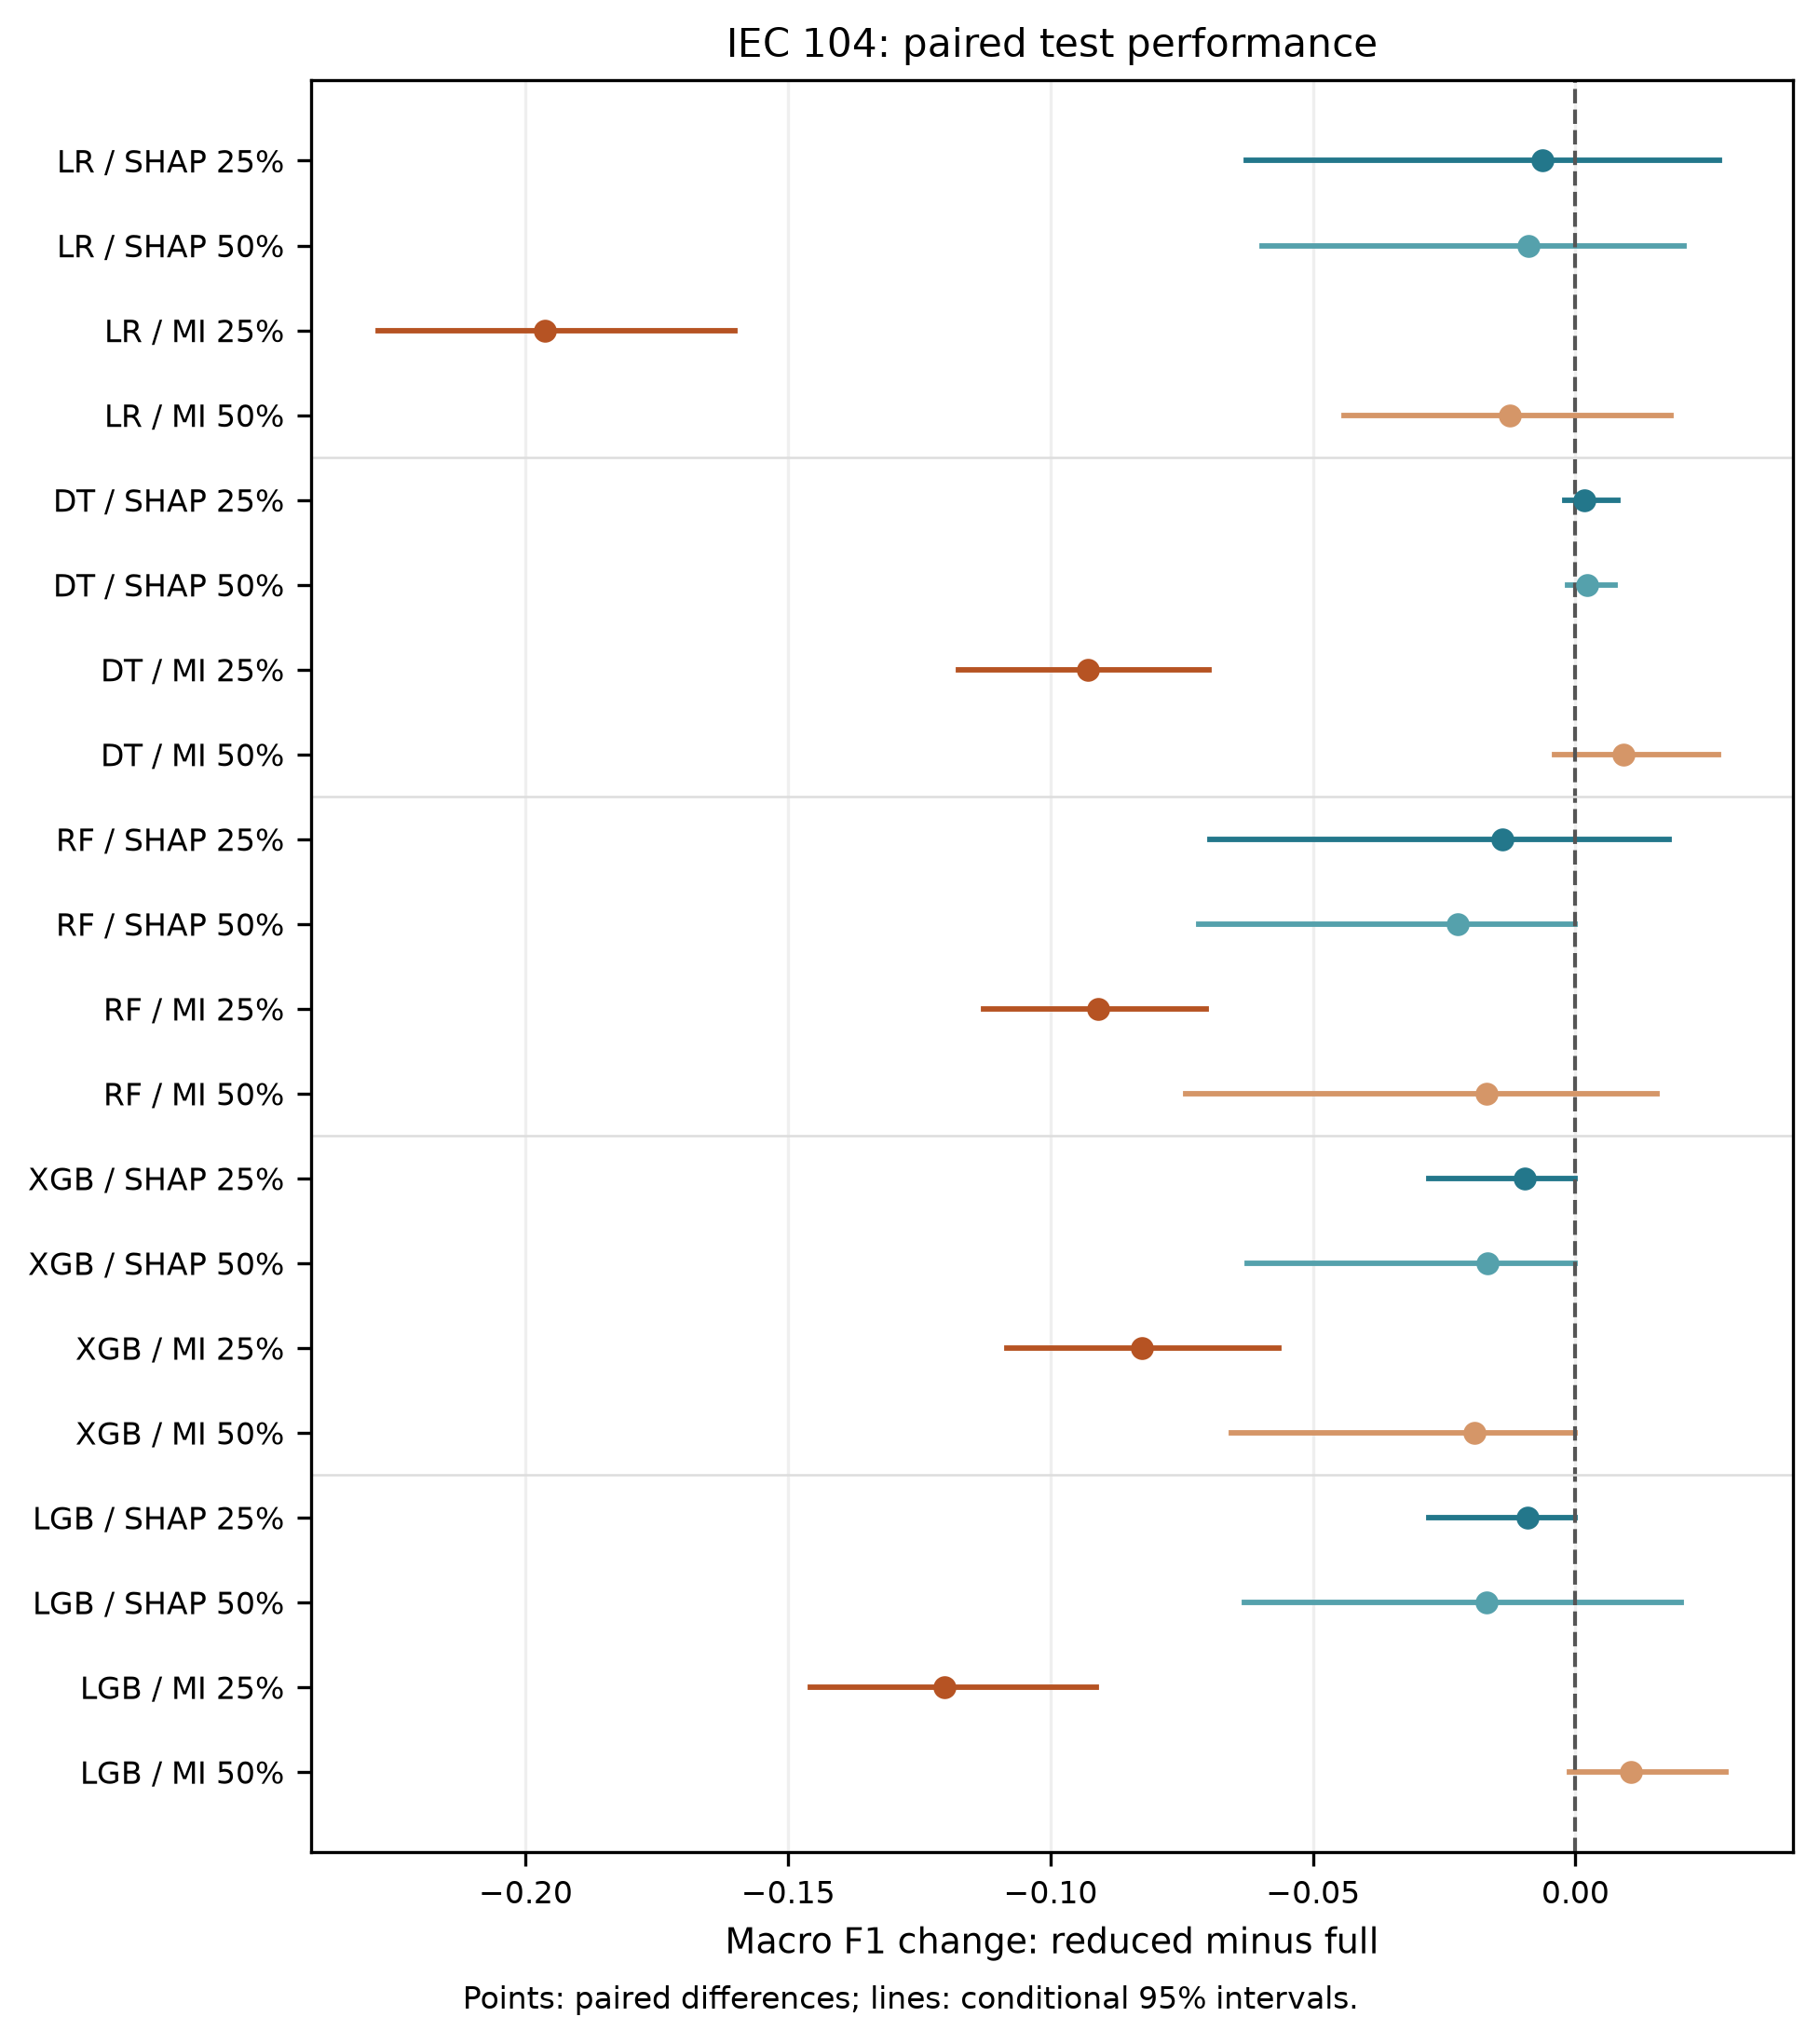 IEC 104: paired test performance
LR / SHAP 25%
LR / SHAP 50%
LR / MI 25%
LR / MI 50%
DT / SHAP 25%
DT / SHAP 50%
DT / MI 25%
DT / MI 50%
RF / SHAP 25%
RF / SHAP 50%
RF / MI 25%
RF / MI 50%
XGB / SHAP 25%
XGB / SHAP 50%
XGB / MI 25%
XGB / MI 50%
LGB / SHAP 25%
LGB / SHAP 50%
LGB / MI 25%
LGB / MI 50%
−0.20 −0.15 −0.10 −0.05 0.00
Macro F1 change: reduced minus full
Points: paired differences; lines: conditional 95% intervals.